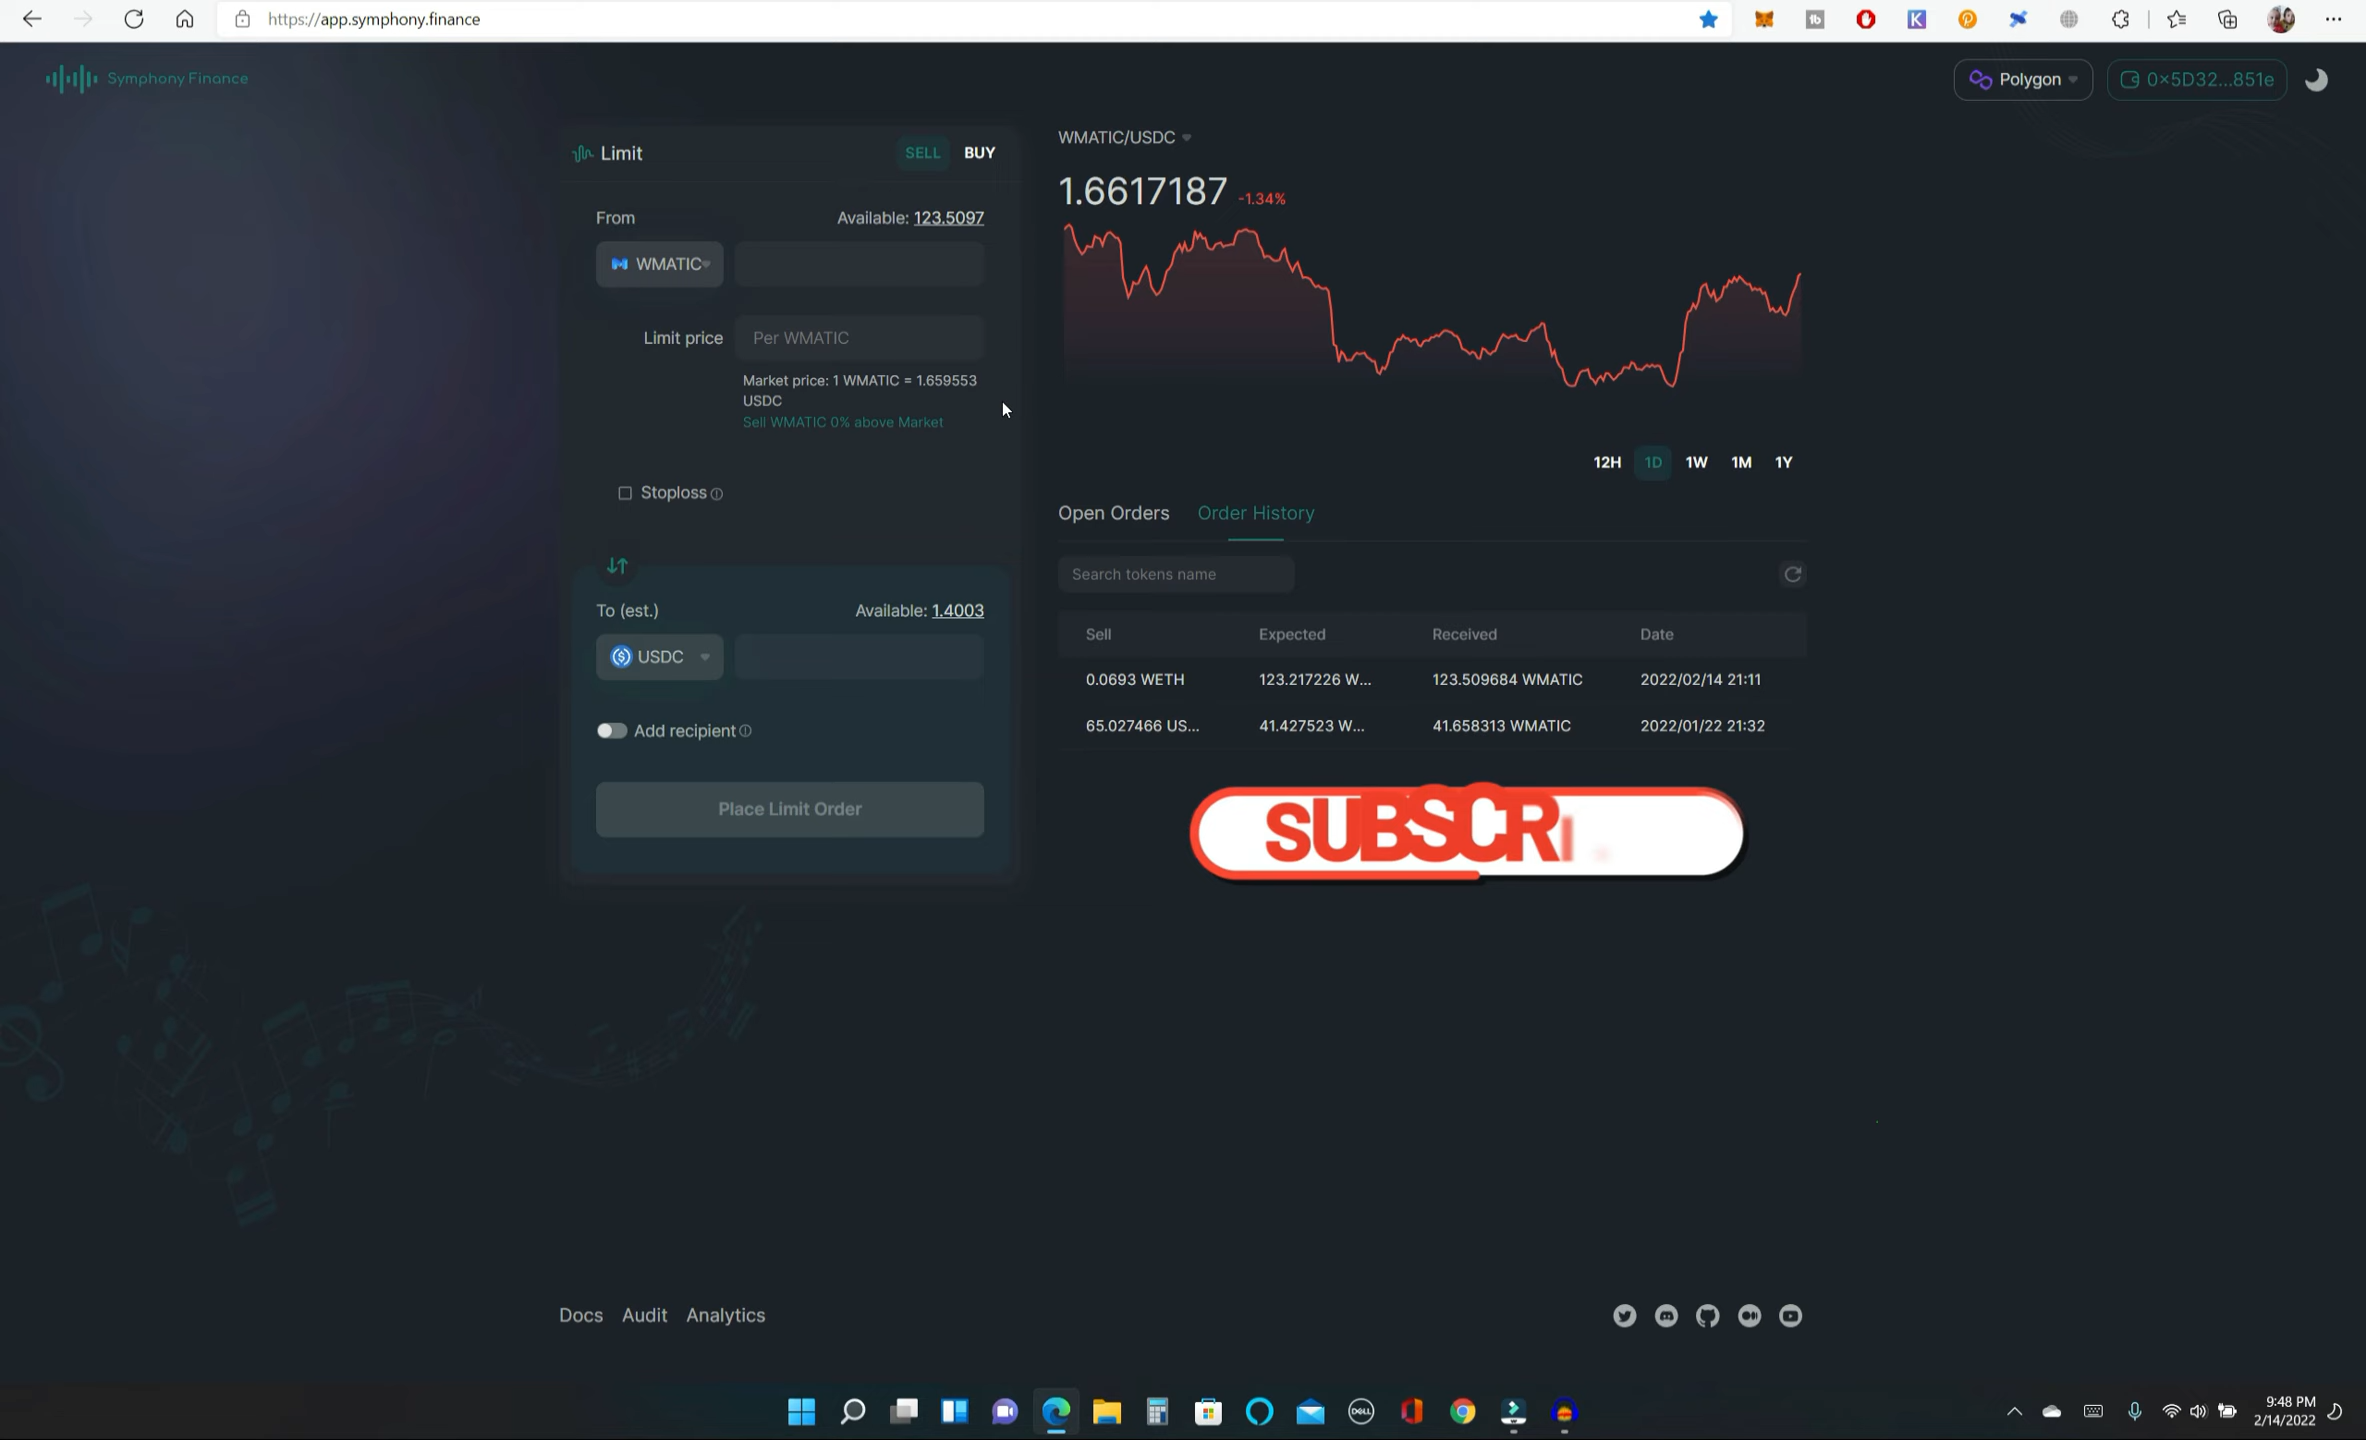 https://app.symphony.finance
Symphony Finance
Polygon
0x5D32...851e
Limit
SELL
BUY
From
Available: 123.5097
WMATIC
Limit price
Per WMATIC
Market price: 1 WMATIC = 1.659553
USDC
Sell WMATIC 0% above Market
Stoploss
To (est.)
Available: 1.4003
USDC
Add recipient
Place Limit Order
WMATIC/USDC
1.6617187 -1.34%
12H 1D 1W 1M 1Y
Open Orders Order History
Search tokens name
Sell Expected Received Date
0.0693 WETH 123.217226 W... 123.509684 WMATIC 2022/02/14 21:11
65.027466 US... 41.427523 W... 41.658313 WMATIC 2022/01/22 21:32
SUBSCRI
Docs Audit Analytics
DELL
9:48 PM
2/14/2022